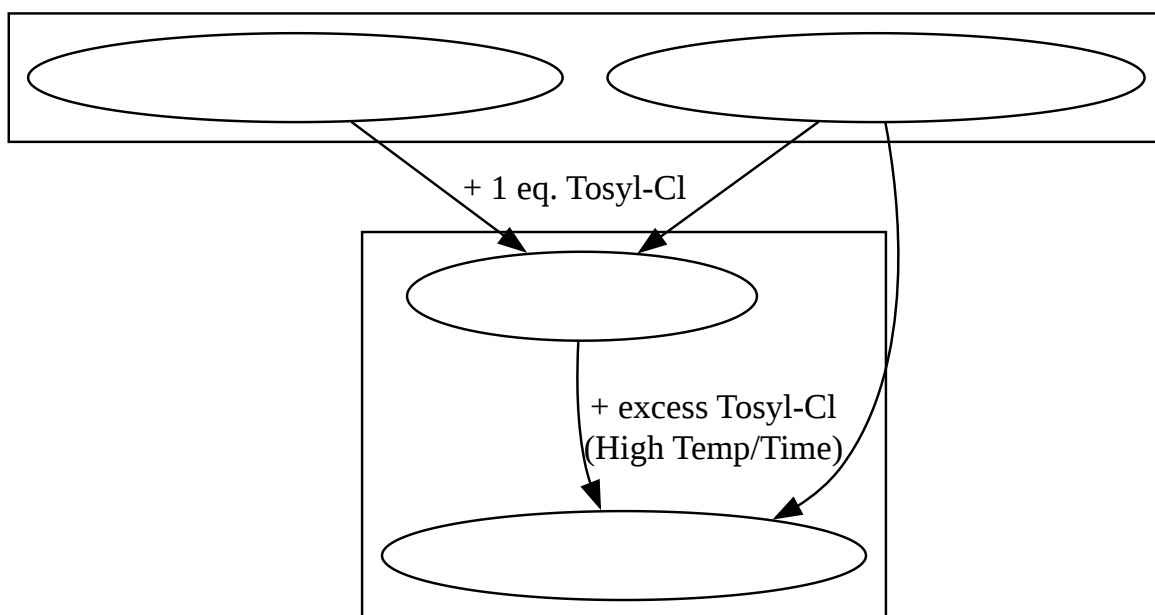 + 1 eq. Tosyl-Cl
+ excess Tosyl-Cl
(High Temp/Time)